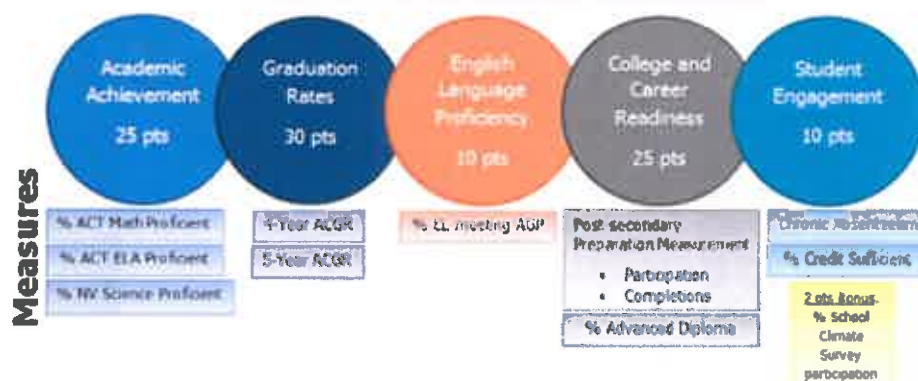 Academic
Achievement
25 pts
Graduation
Rates
30 pts
English
Language
Proficiency
10 pts
College and
Career
Readiness
25 pts
Student
Engagement
10 pts
Measures
% ACT Math Proficient
% ACT ELA Proficient
% NV Science Proficient
4-Year ACGR
5-Year ACGR
% EL meeting AGP
Post secondary
Preparation Measurement
• Participation
• Completions
% Advanced Diploma
Chronic Absenteeism
% Credit Sufficient
2 pts Bonus.
% School
Climate
Survey
participation